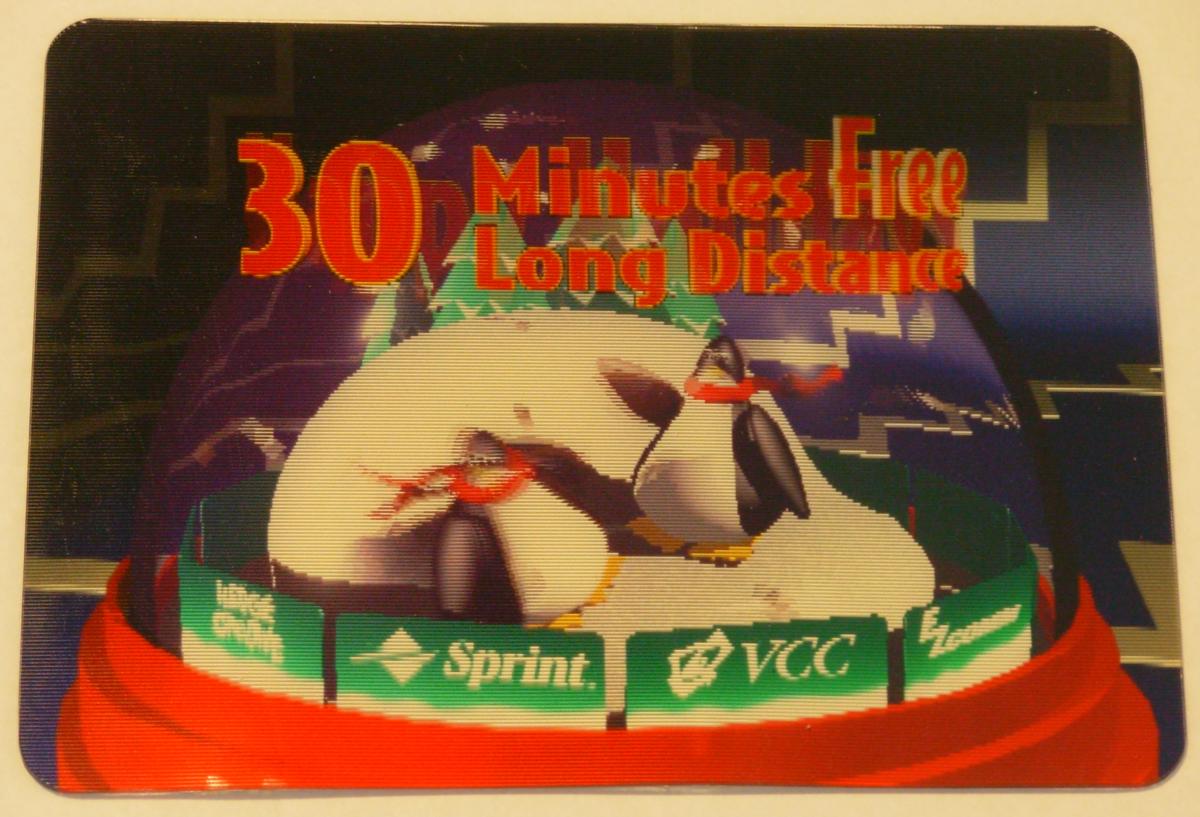 30 Minutes Free
Long Distance
Sprint.
VCC